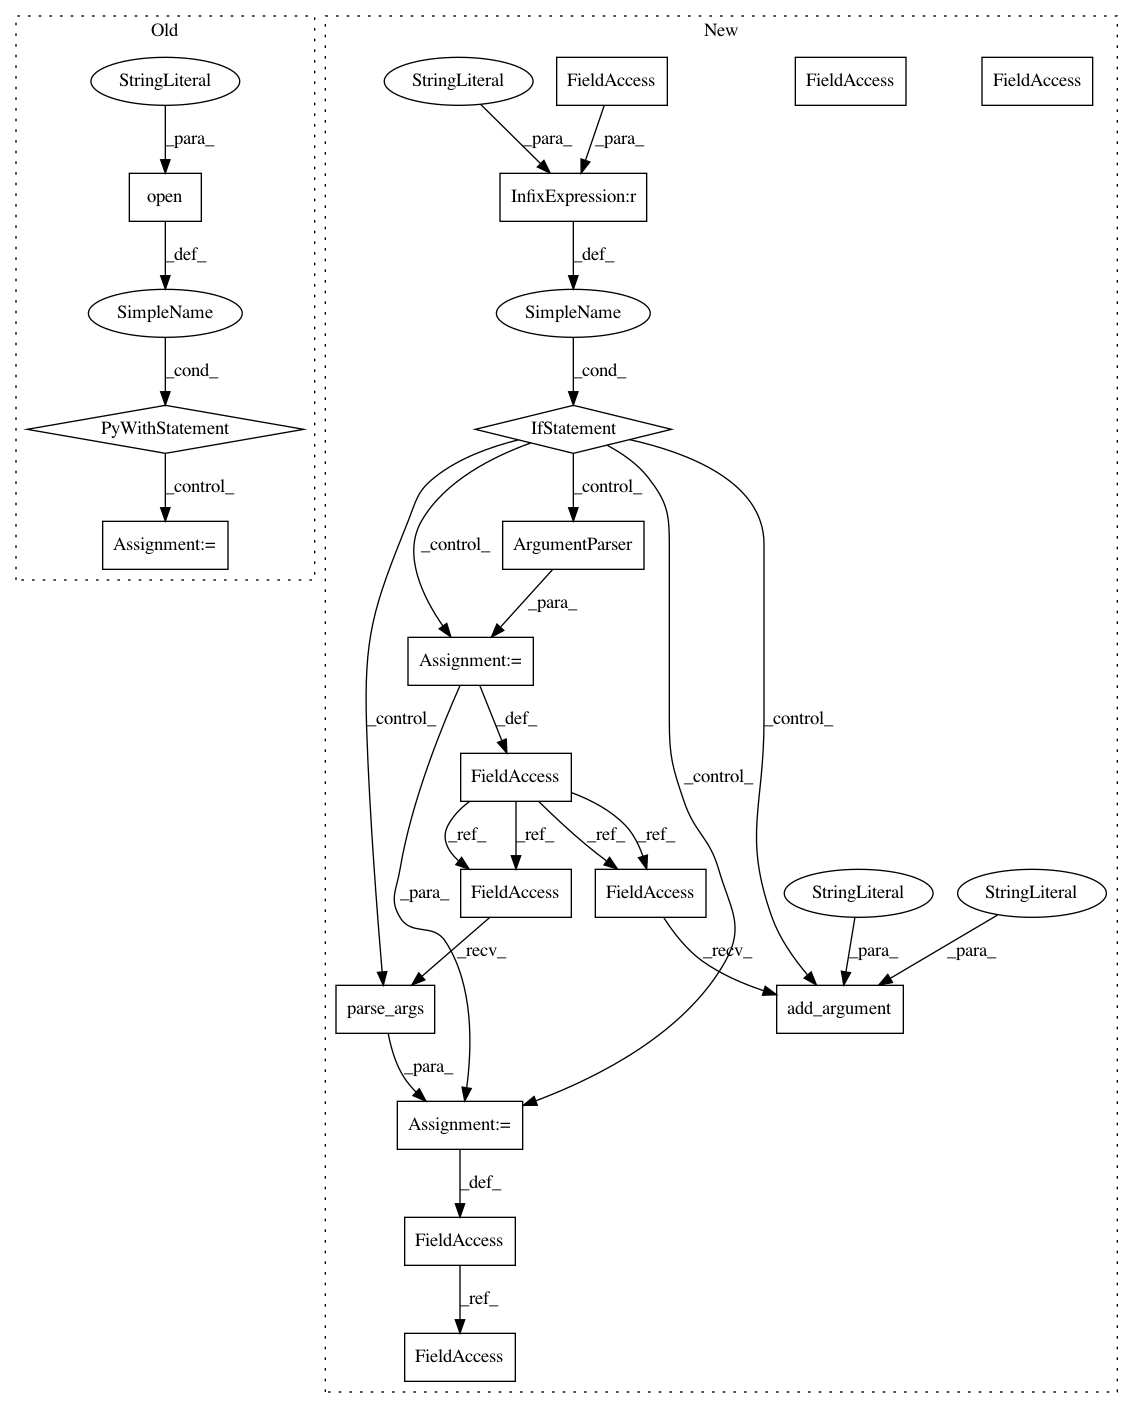 Old
New
StringLiteral
StringLiteral
FieldAccess
FieldAccess
FieldAccess
_para_
_para_
_para_
open
InfixExpression:r
_def_
_def_
SimpleName
SimpleName
_cond_
_cond_
PyWithStatement
IfStatement
_control_
_control_
Assignment:=
_control_
ArgumentParser
_para_
Assignment:=
_control_
_def_
_control_
_control_
FieldAccess
_ref_
_ref_
_ref_
_ref_
FieldAccess
FieldAccess
StringLiteral
StringLiteral
_para_
_recv_
_recv_
_para_
_para_
parse_args
add_argument
_para_
Assignment:=
_def_
FieldAccess
_ref_
FieldAccess